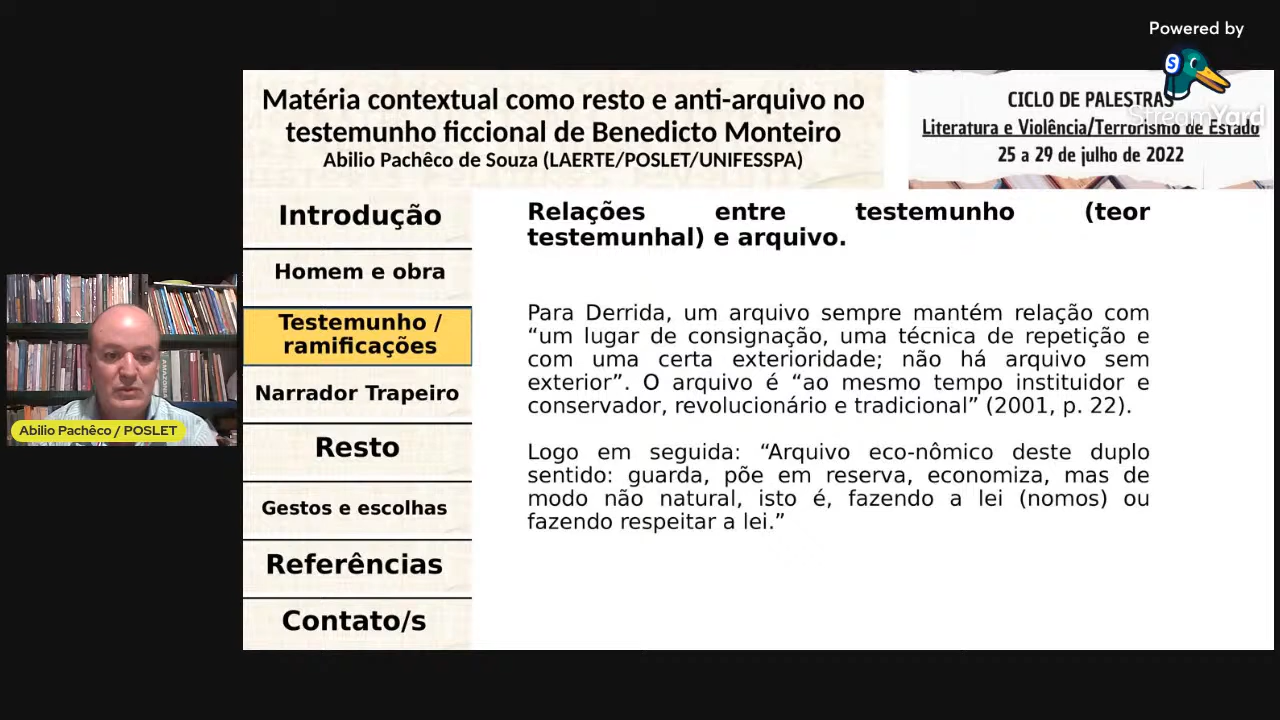 Powered by
StreamYard
Matéria contextual como resto e anti-arquivo no
testemunho ficcional de Benedicto Monteiro
Abilio Pachêco de Souza (LAERTE/POSLET/UNIFESSPA)
CICLO DE PALESTRAS
Literatura e Violência/Terrorismo de Estado
25 a 29 de julho de 2022
Introdução
Homem e obra
Testemunho /
ramificações
Narrador Trapeiro
Resto
Gestos e escolhas
Referências
Contato/s
Relações entre testemunho (teor
testemunhal) e arquivo.
Para Derrida, um arquivo sempre mantém relação com
“um lugar de consignação, uma técnica de repetição e
com uma certa exterioridade; não há arquivo sem
exterior”. O arquivo é “ao mesmo tempo instituidor e
conservador, revolucionário e tradicional” (2001, p. 22).
Logo em seguida: “Arquivo eco-nômico deste duplo
sentido: guarda, põe em reserva, economiza, mas de
modo não natural, isto é, fazendo a lei (nomos) ou
fazendo respeitar a lei.”
Abilio Pachêco / POSLET